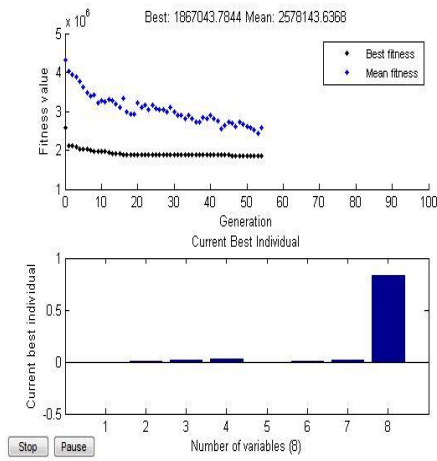 Best: 1867043.7844 Mean: 2578143.6368
5 x 10^6
4
3
2
1
Fitness value
Best fitness
Mean fitness
0 10 20 30 40 50 60 70 80 90 100
Generation
Current Best Individual
1
0.5
0
-0.5
Current best individual
1 2 3 4 5 6 7 8
Number of variables (8)
Stop Pause